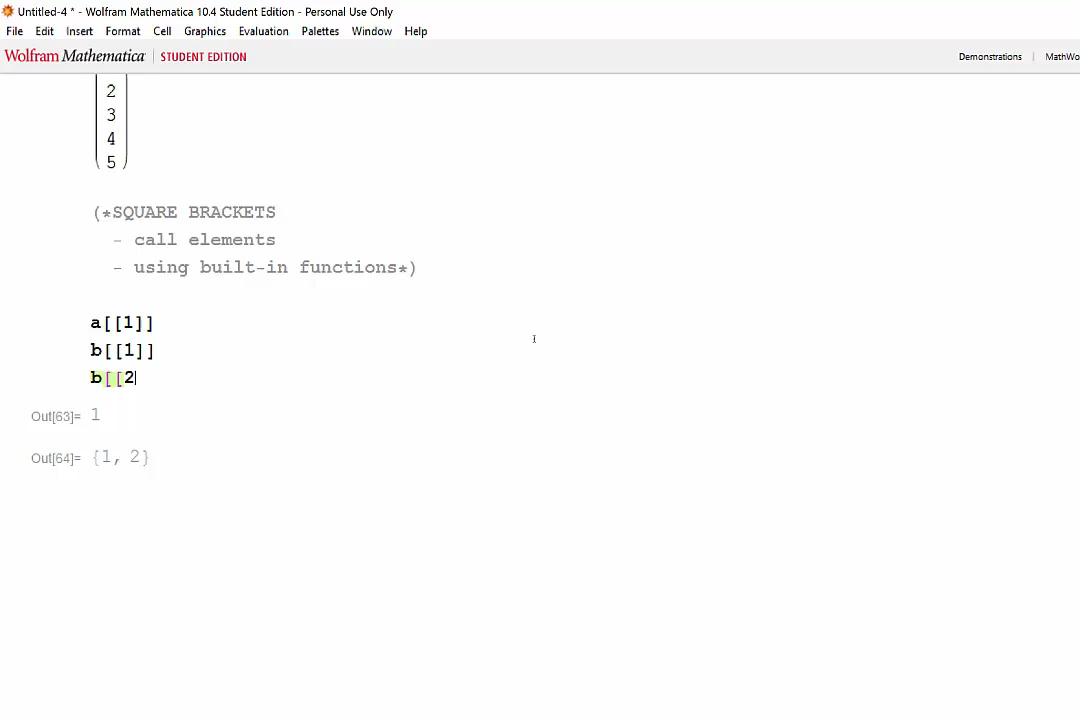 Untitled-4 * - Wolfram Mathematica 10.4 Student Edition - Personal Use Only
File Edit Insert Format Cell Graphics Evaluation Palettes Window Help
Wolfram Mathematica | STUDENT EDITION Demonstrations | MathWo
2
3
4
5
(*SQUARE BRACKETS
- call elements
- using built-in functions*)
a[[1]]
b[[1]]
b[[2
Out[63]= 1
Out[64]= {1, 2}